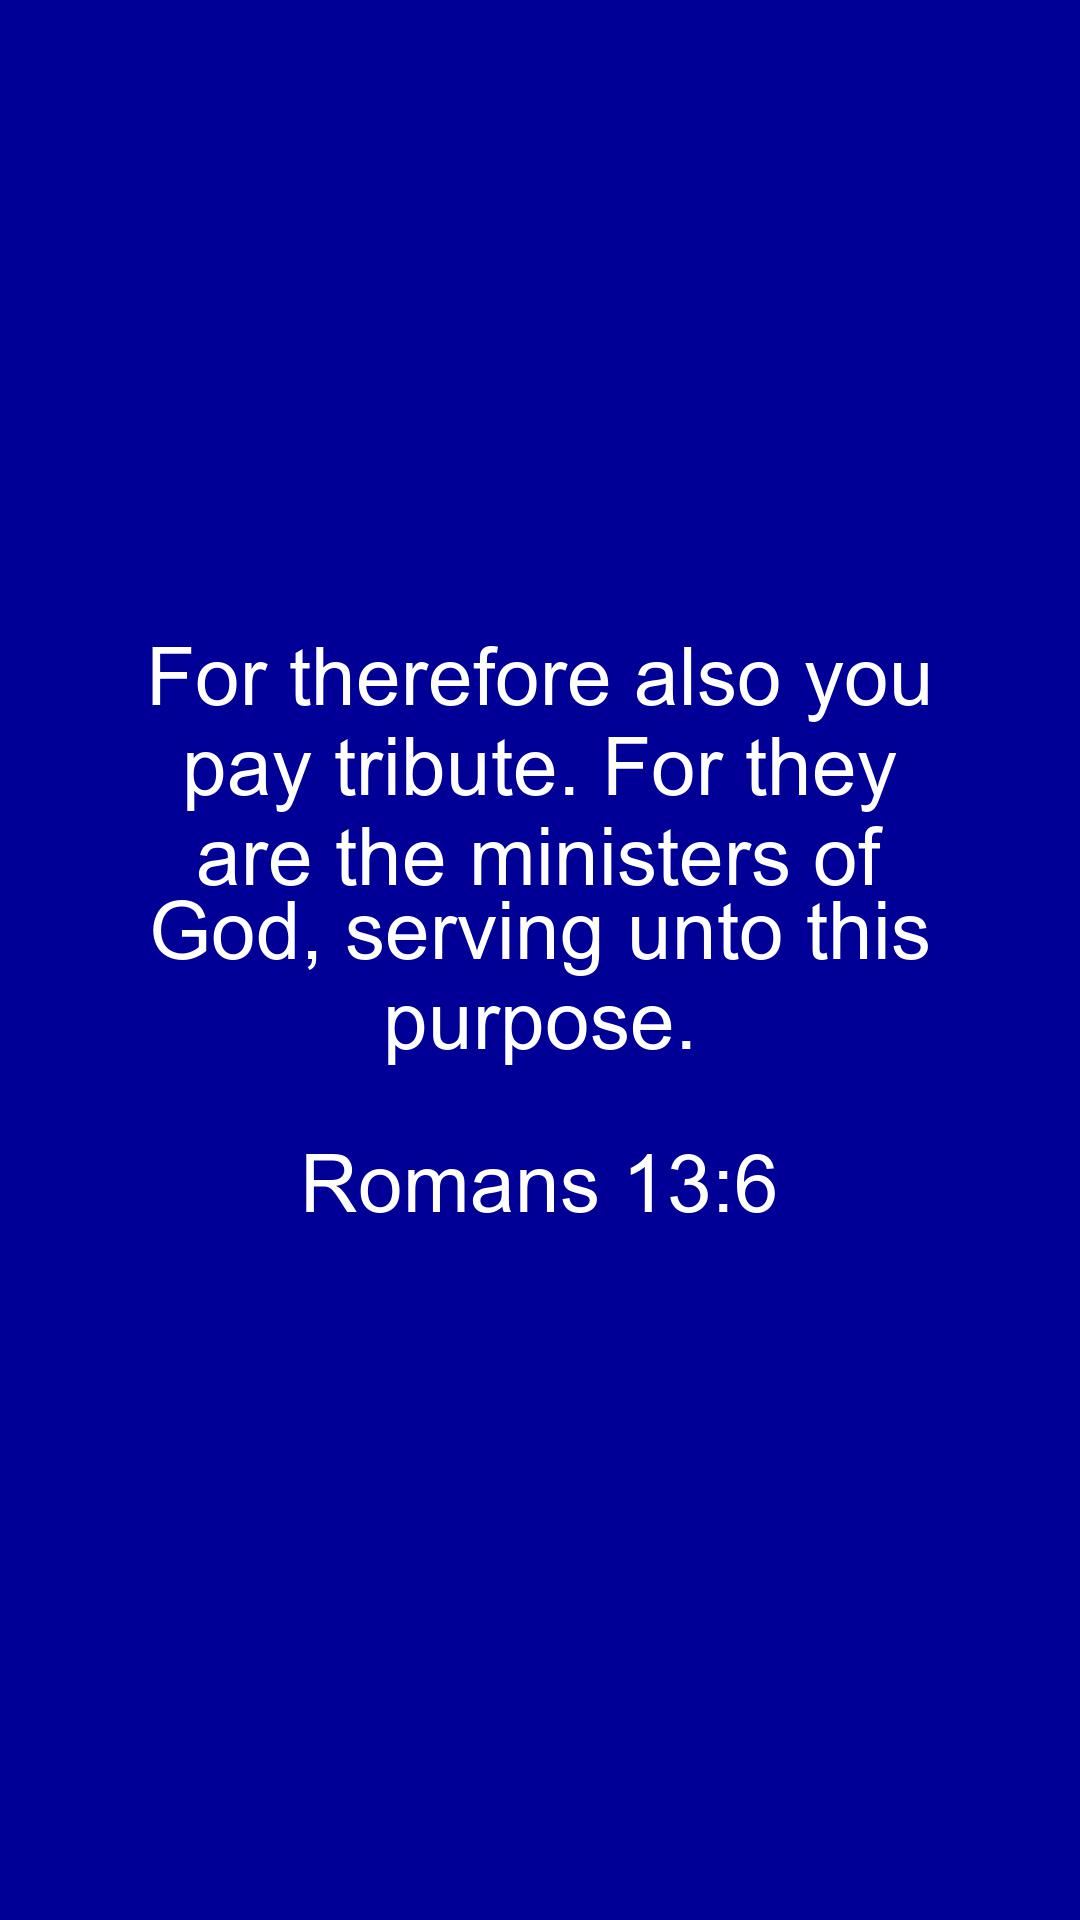 For therefore also you
pay tribute. For they
are the ministers of
God, serving unto this
purpose.
Romans 13:6